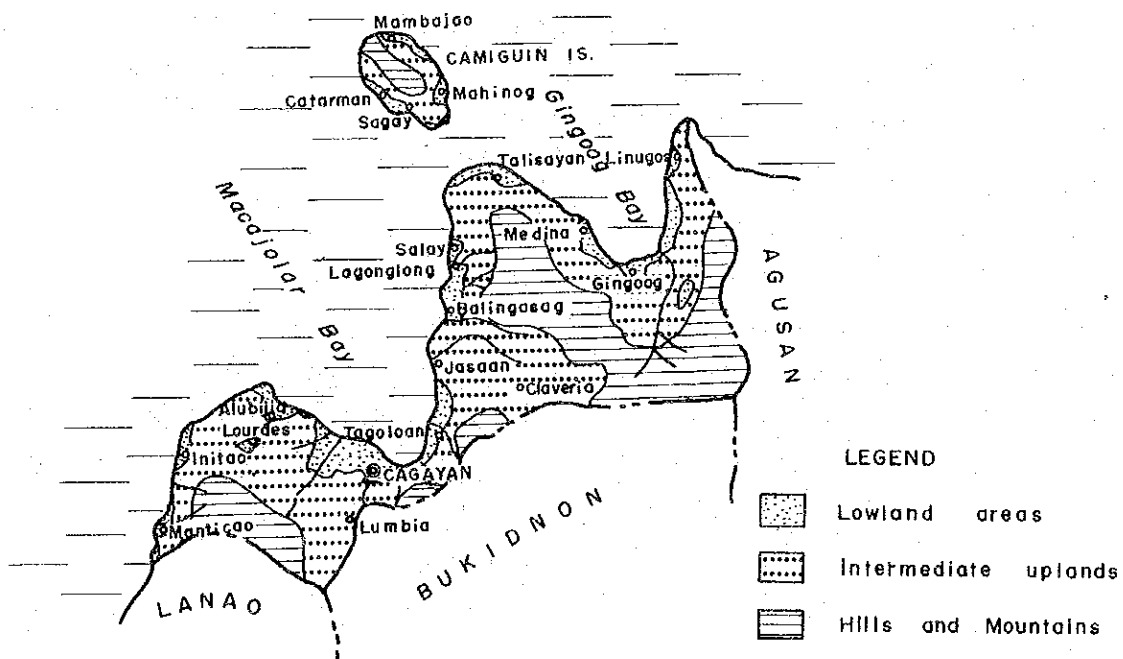 Mambajao
CAMIGUIN IS.
Catarman
Mahinog
Sagay
Gingoog
Bay
Talisayan
Linugos
Macajalar
Bay
Medina
Salay
Lagonglong
Gingoog
Balingasag
AGUSAN
Jasaan
Claveria
Alubijid
Lourdes
Tagoloan
Initao
CAGAYAN
Manticao
Lumbia
LANAO
BUKIDNON
LEGEND
Lowland areas
Intermediate uplands
Hills and Mountains